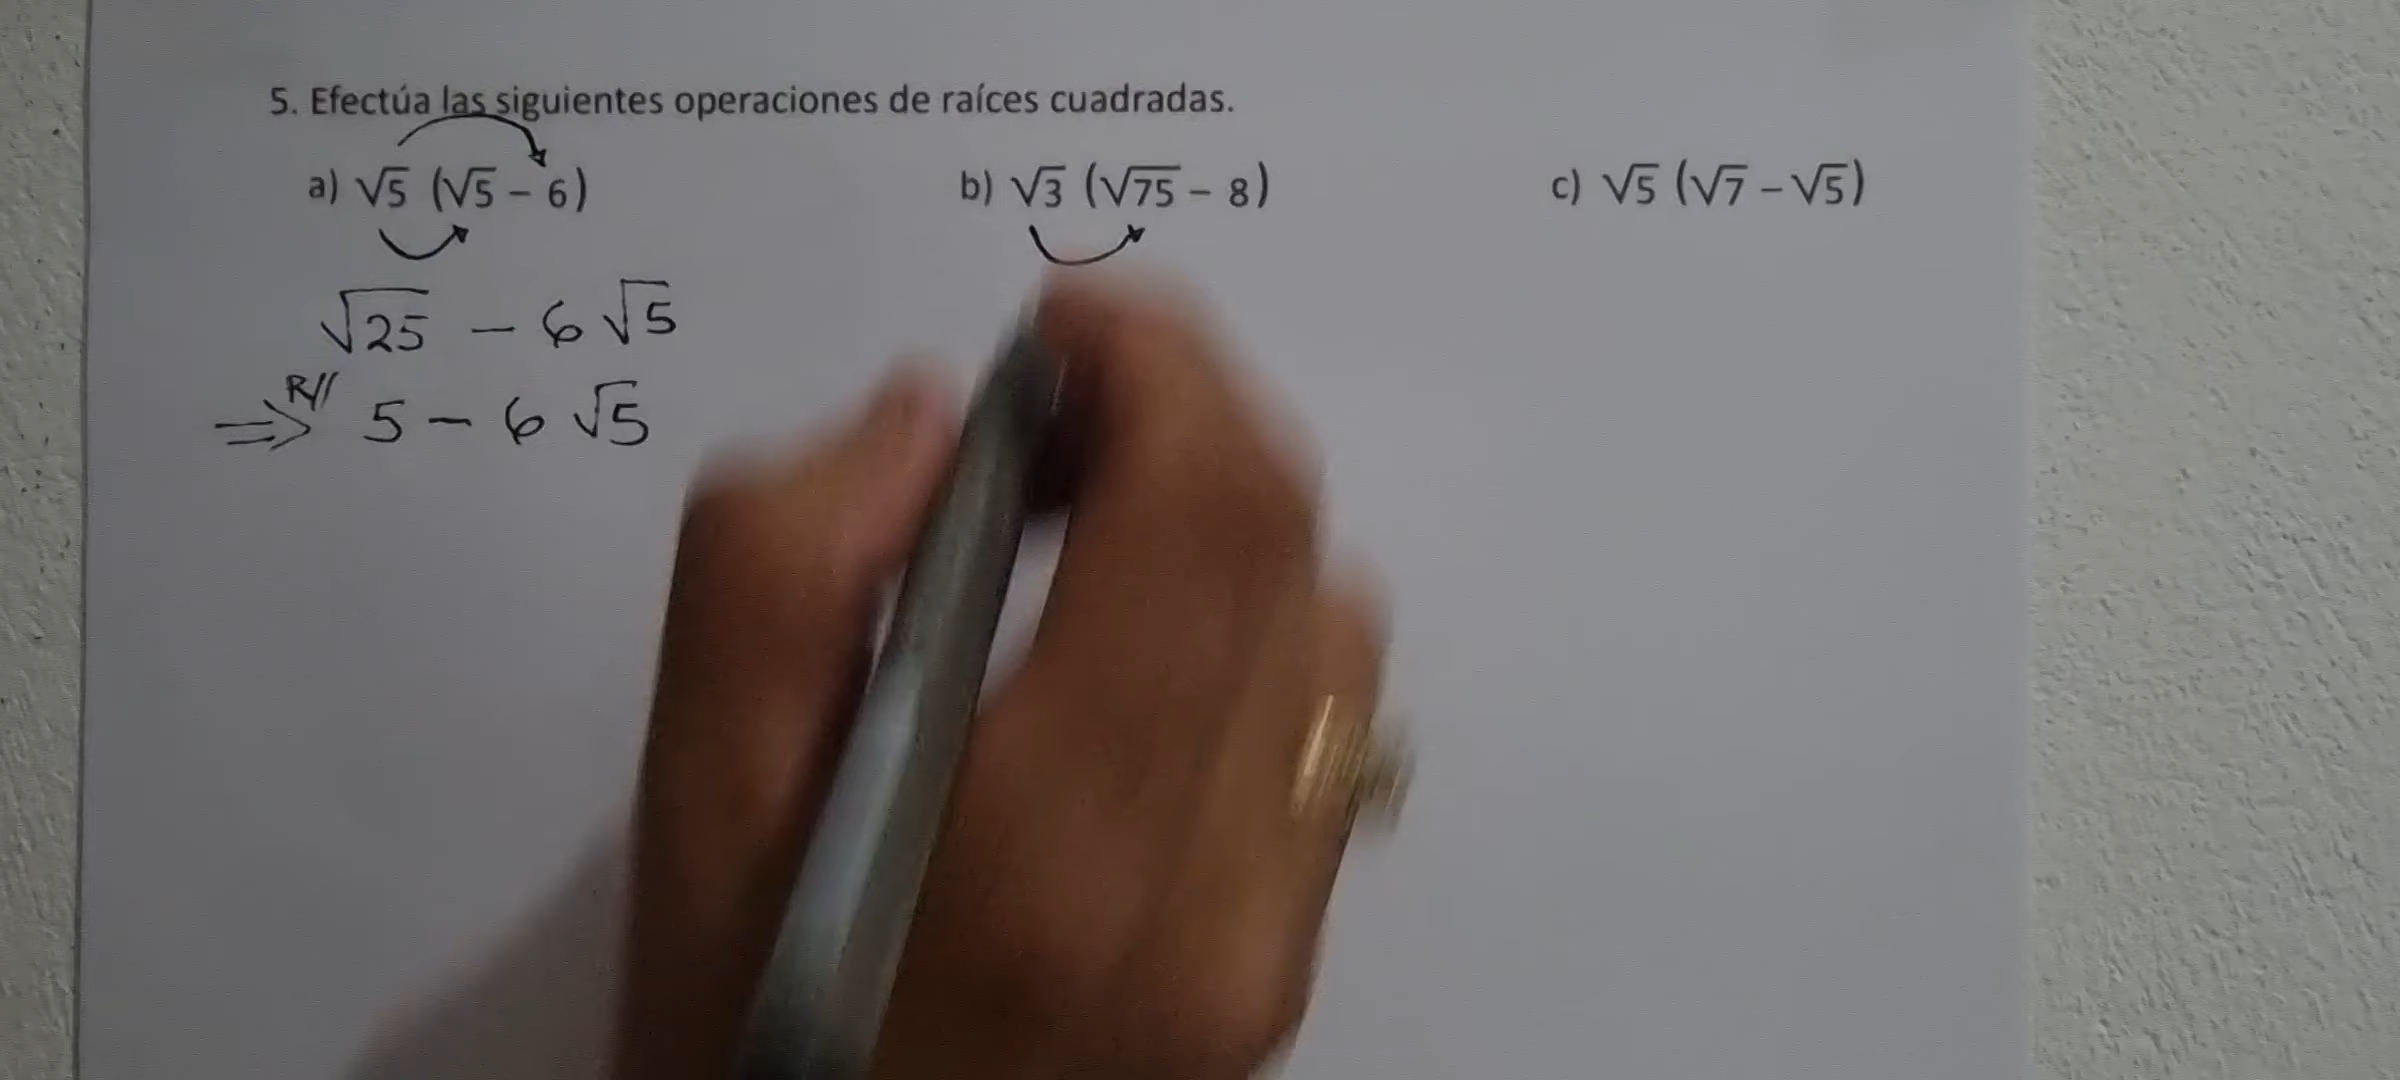 5. Efectúa las siguientes operaciones de raíces cuadradas.
a) √5 (√5 − 6)
b) √3 (√75 − 8)
c) √5 (√7 − √5)
√25 − 6 √5
⇒ R// 5 − 6 √5